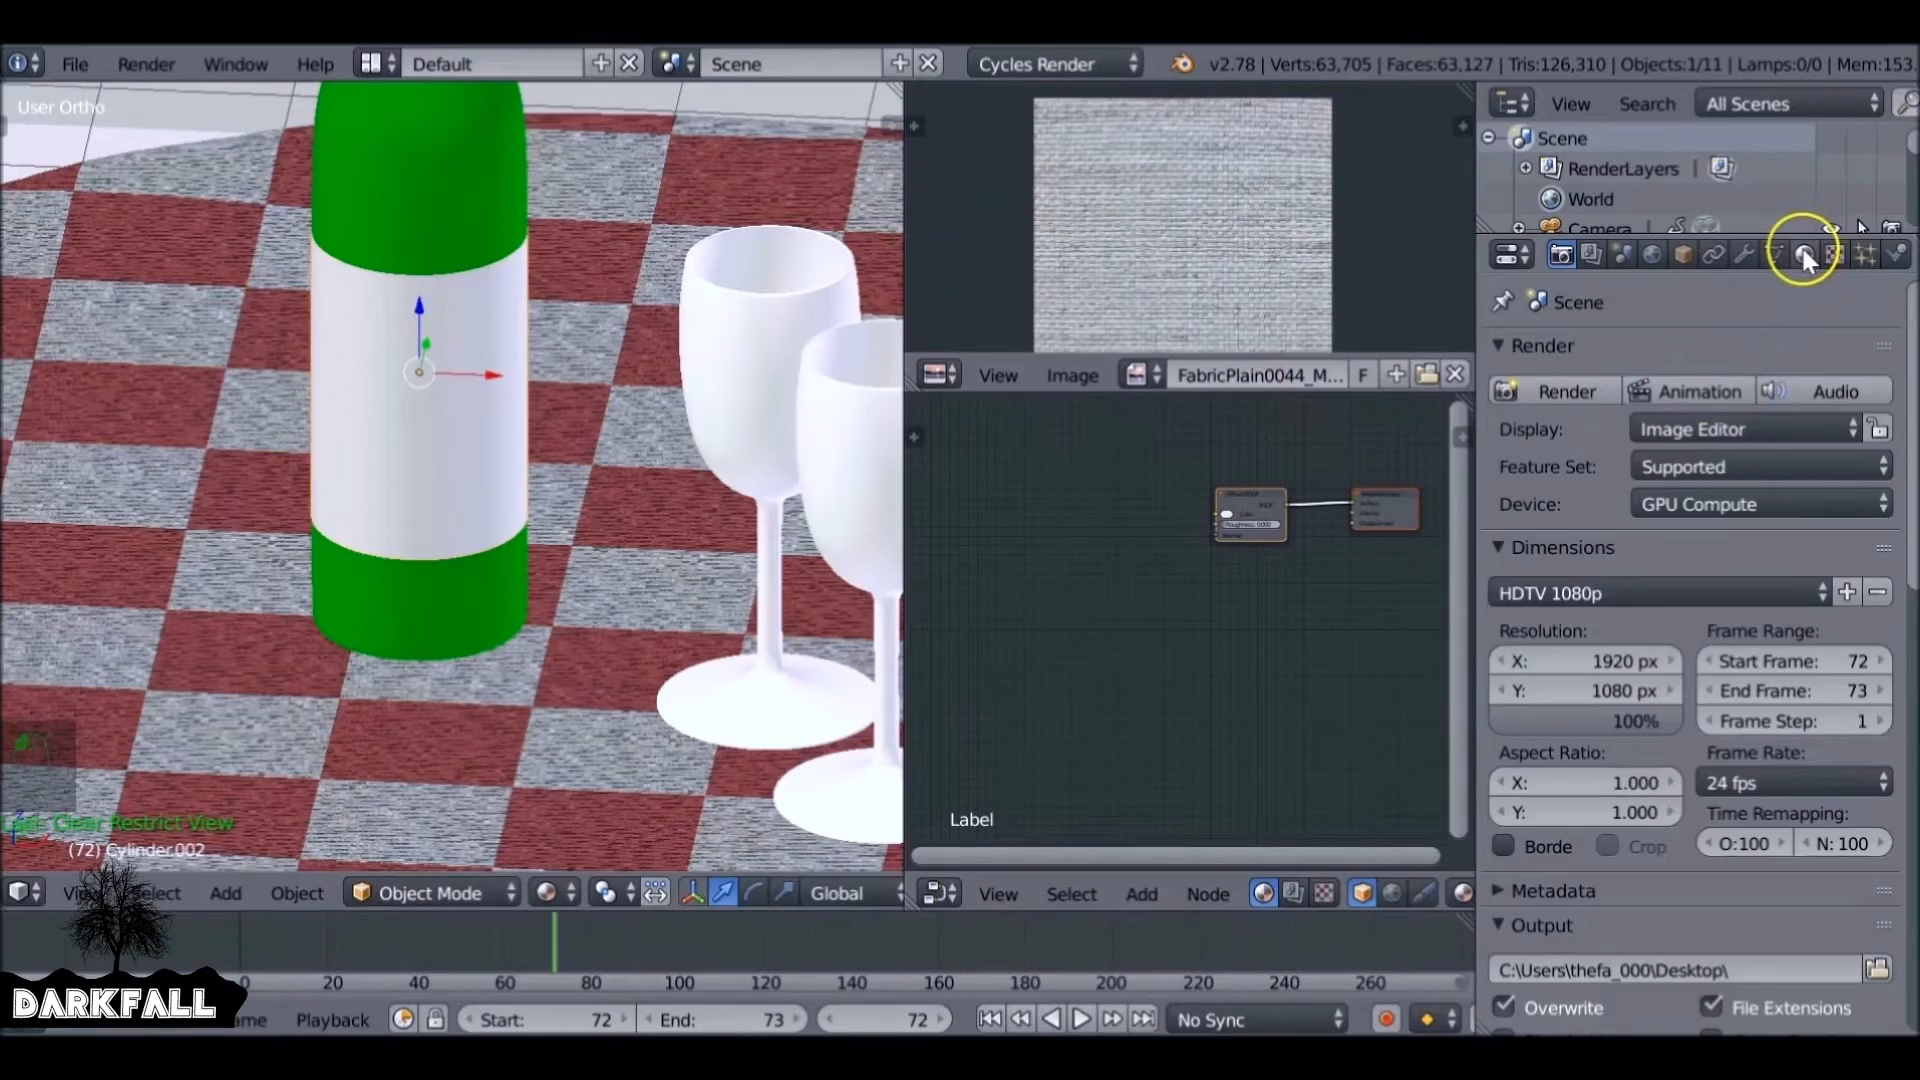 File Render Window Help Default Scene Cycles Render v2.78 | Verts:63,705 | Faces:63,127 | Tris:126,310 | Objects:1/11 | Lamps:0/0 | Mem:153.
User Ortho
View Search All Scenes
Scene
RenderLayers
World
Camera
Scene
Render
View Image FabricPlain0044_M... F
Render Animation Audio
Display: Image Editor
Feature Set: Supported
Device: GPU Compute
Dimensions
HDTV 1080p
Resolution: Frame Range:
X: 1920 px Start Frame: 72
Y: 1080 px End Frame: 73
100% Frame Step: 1
Aspect Ratio: Frame Rate:
X: 1.000 24 fps
Y: 1.000 Time Remapping:
Borde Crop O:100 N: 100
Label
Clear Restrict View
(72) Cylinder.002
Select Add Object Object Mode Global
View Select Add Node
Metadata
Output
C:\Users\thefa_000\Desktop\
Overwrite File Extensions
0 20 40 60 80 100 120 140 160 180 200 220 240 260
DARKFALL
Playback Start: 72 End: 73 72 No Sync